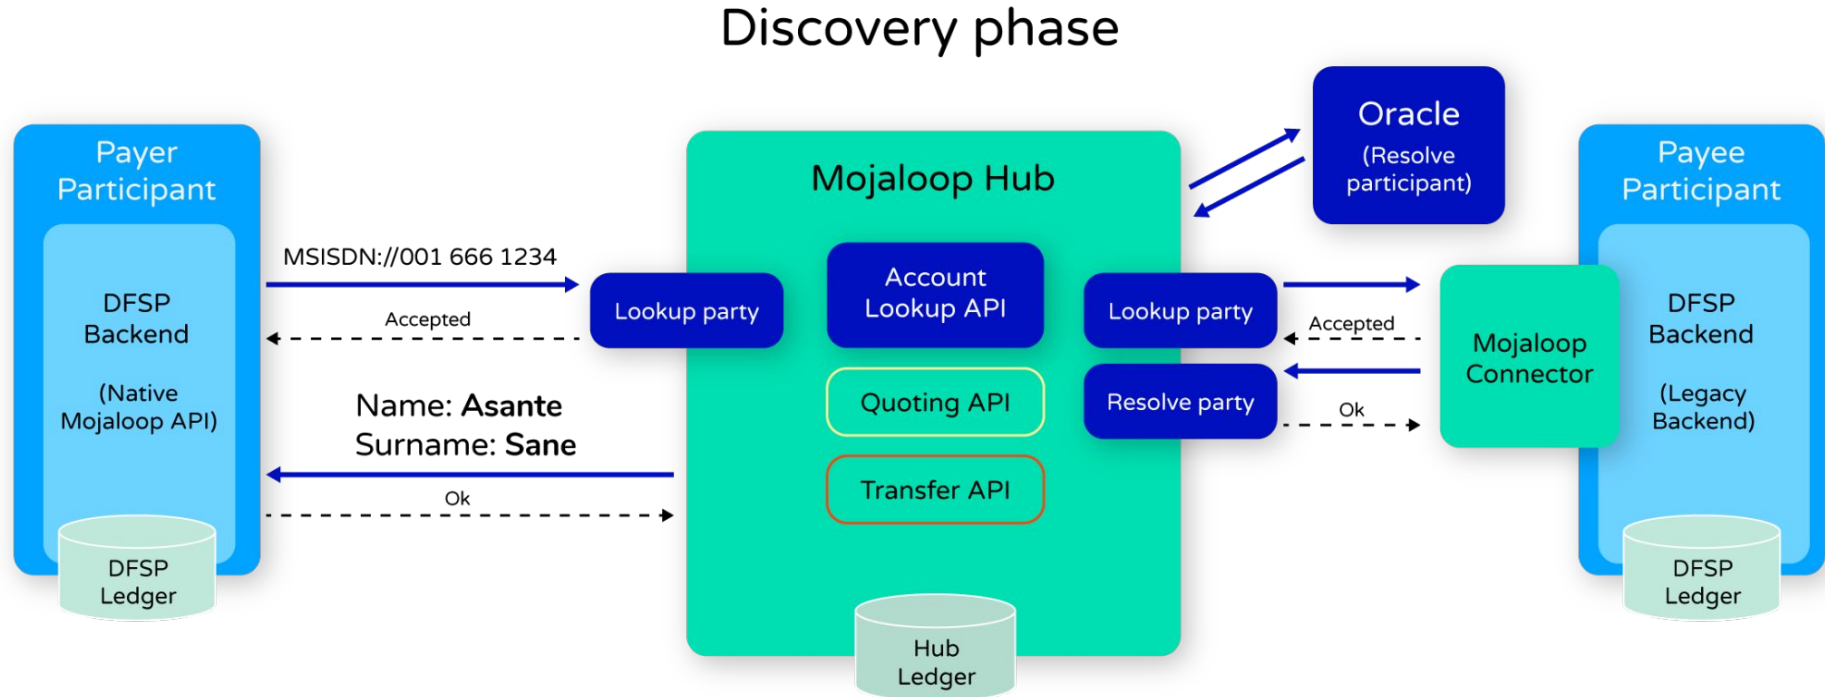 Discovery phase
Payer
Participant
DFSP
Backend
(Native
Mojaloop API)
DFSP
Ledger
MSISDN://001 666 1234
Accepted
Name: Asante
Surname: Sane
Ok
Lookup party
Mojaloop Hub
Account
Lookup API
Quoting API
Transfer API
Hub
Ledger
Oracle
(Resolve
participant)
Lookup party
Resolve party
Accepted
Ok
Mojaloop
Connector
Payee
Participant
DFSP
Backend
(Legacy
Backend)
DFSP
Ledger